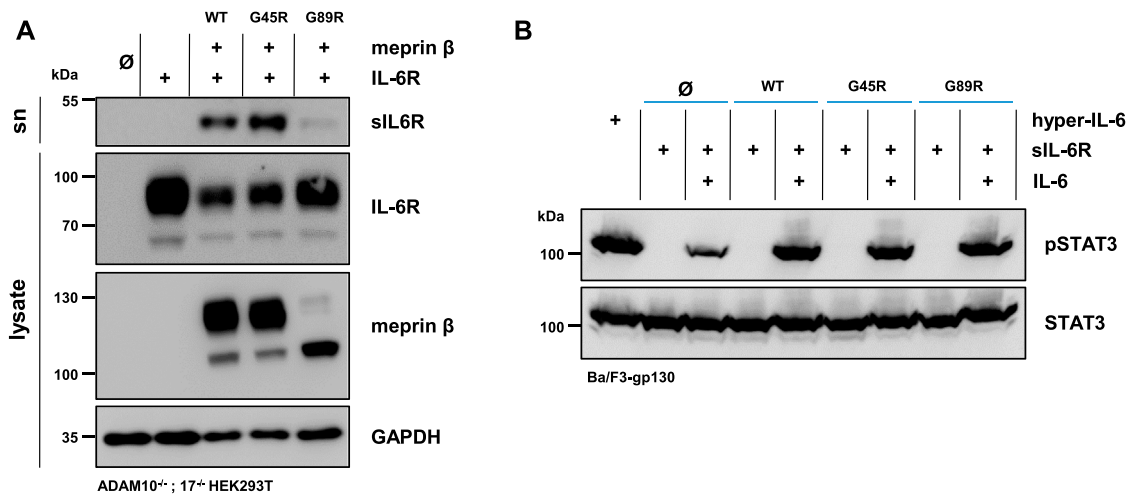 A
WT G45R G89R
+ + + meprin β
Ø + + + + IL-6R
kDa
sn
55
sIL6R
lysate
100
70
IL-6R
130
100
meprin β
35
GAPDH
ADAM10-/- ; 17-/- HEK293T
B
Ø WT G45R G89R
+ hyper-IL-6
+ + + + + + + + sIL-6R
+ + + + IL-6
kDa
100
pSTAT3
100
STAT3
Ba/F3-gp130